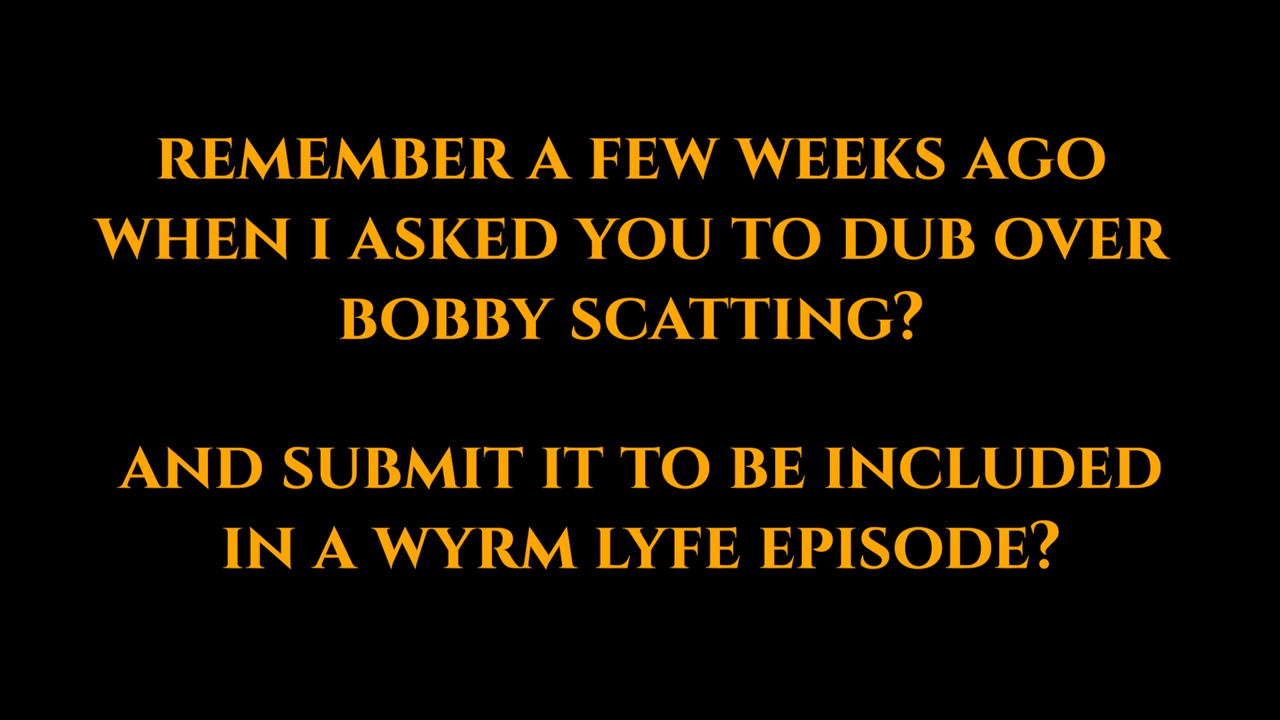 REMEMBER A FEW WEEKS AGO
WHEN I ASKED YOU TO DUB OVER
BOBBY SCATTING?
AND SUBMIT IT TO BE INCLUDED
IN A WYRM LYFE EPISODE?